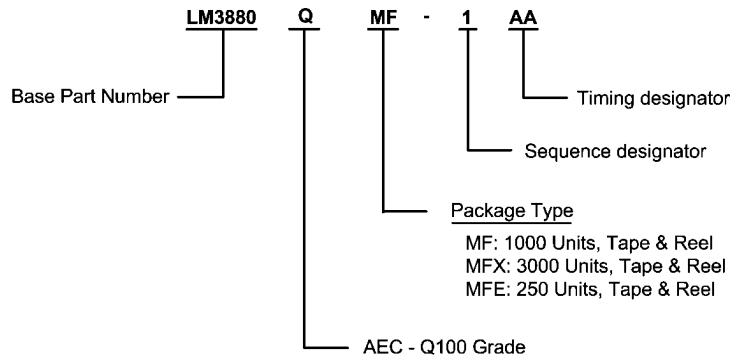 LM3880 Q MF - 1 AA
Base Part Number
Timing designator
Sequence designator
Package Type
MF: 1000 Units, Tape & Reel
MFX: 3000 Units, Tape & Reel
MFE: 250 Units, Tape & Reel
AEC - Q100 Grade